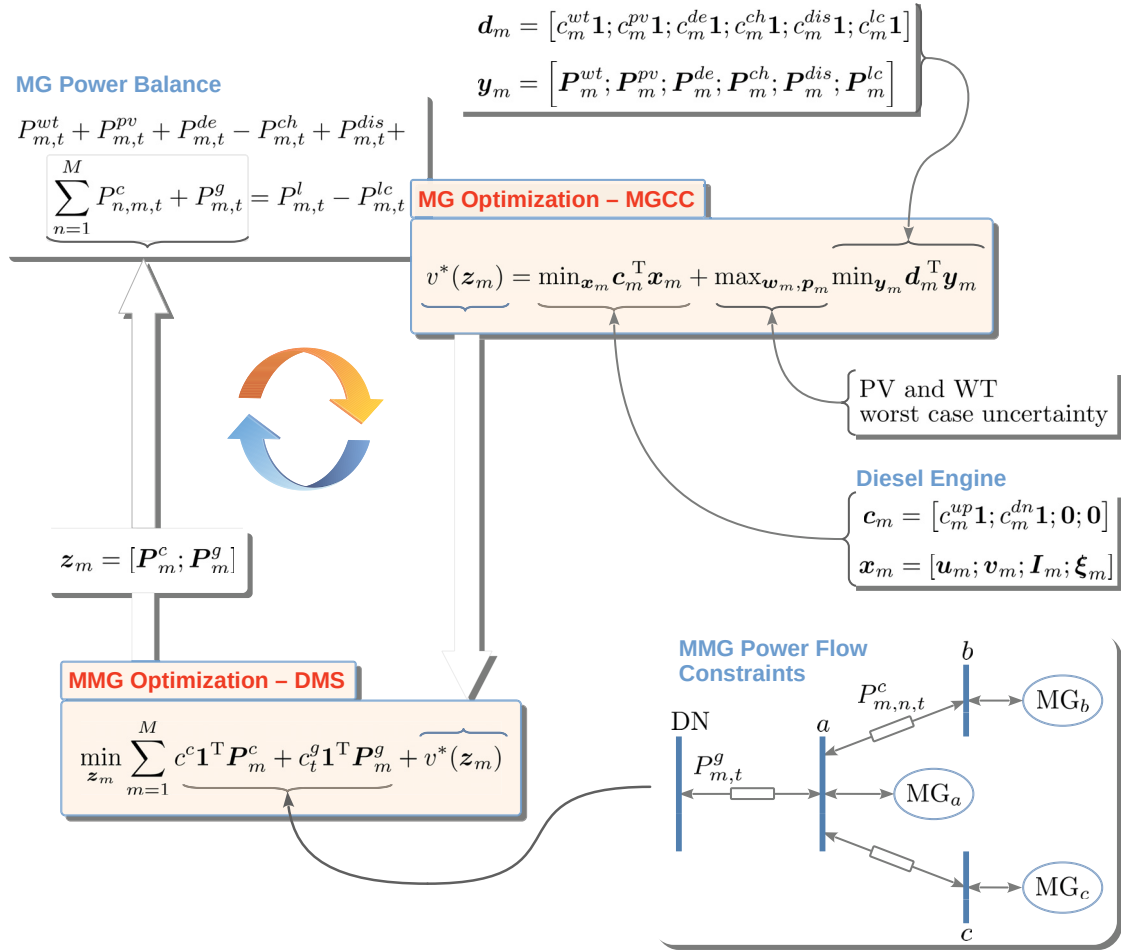 𝒅_m = [c_m^{wt}𝟏; c_m^{pv}𝟏; c_m^{de}𝟏; c_m^{ch}𝟏; c_m^{dis}𝟏; c_m^{lc}𝟏]
𝒚_m = [𝑷_m^{wt}; 𝑷_m^{pv}; 𝑷_m^{de}; 𝑷_m^{ch}; 𝑷_m^{dis}; 𝑷_m^{lc}]
MG Power Balance
P_{m,t}^{wt} + P_{m,t}^{pv} + P_{m,t}^{de} − P_{m,t}^{ch} + P_{m,t}^{dis} +
∑_{n=1}^{M} P_{n,m,t}^{c} + P_{m,t}^{g} = P_{m,t}^{l} − P_{m,t}^{lc}
MG Optimization – MGCC
v*(𝒛_m) = min_{𝒙_m} 𝒄_m^T 𝒙_m + max_{𝒘_m,𝒑_m} min_{𝒚_m} 𝒅_m^T 𝒚_m
PV and WT
worst case uncertainty
Diesel Engine
𝒄_m = [c_m^{up}𝟏; c_m^{dn}𝟏; 𝟎; 𝟎]
𝒙_m = [𝒖_m; 𝒗_m; 𝑰_m; 𝝃_m]
𝒛_m = [𝑷_m^c; 𝑷_m^g]
MMG Optimization – DMS
min_{𝒛_m} ∑_{m=1}^{M} c^c 𝟏^T 𝑷_m^c + c_t^g 𝟏^T 𝑷_m^g + v*(𝒛_m)
MMG Power Flow
Constraints
b
P_{m,n,t}^c
MG_b
DN
a
P_{m,t}^g
MG_a
MG_c
c